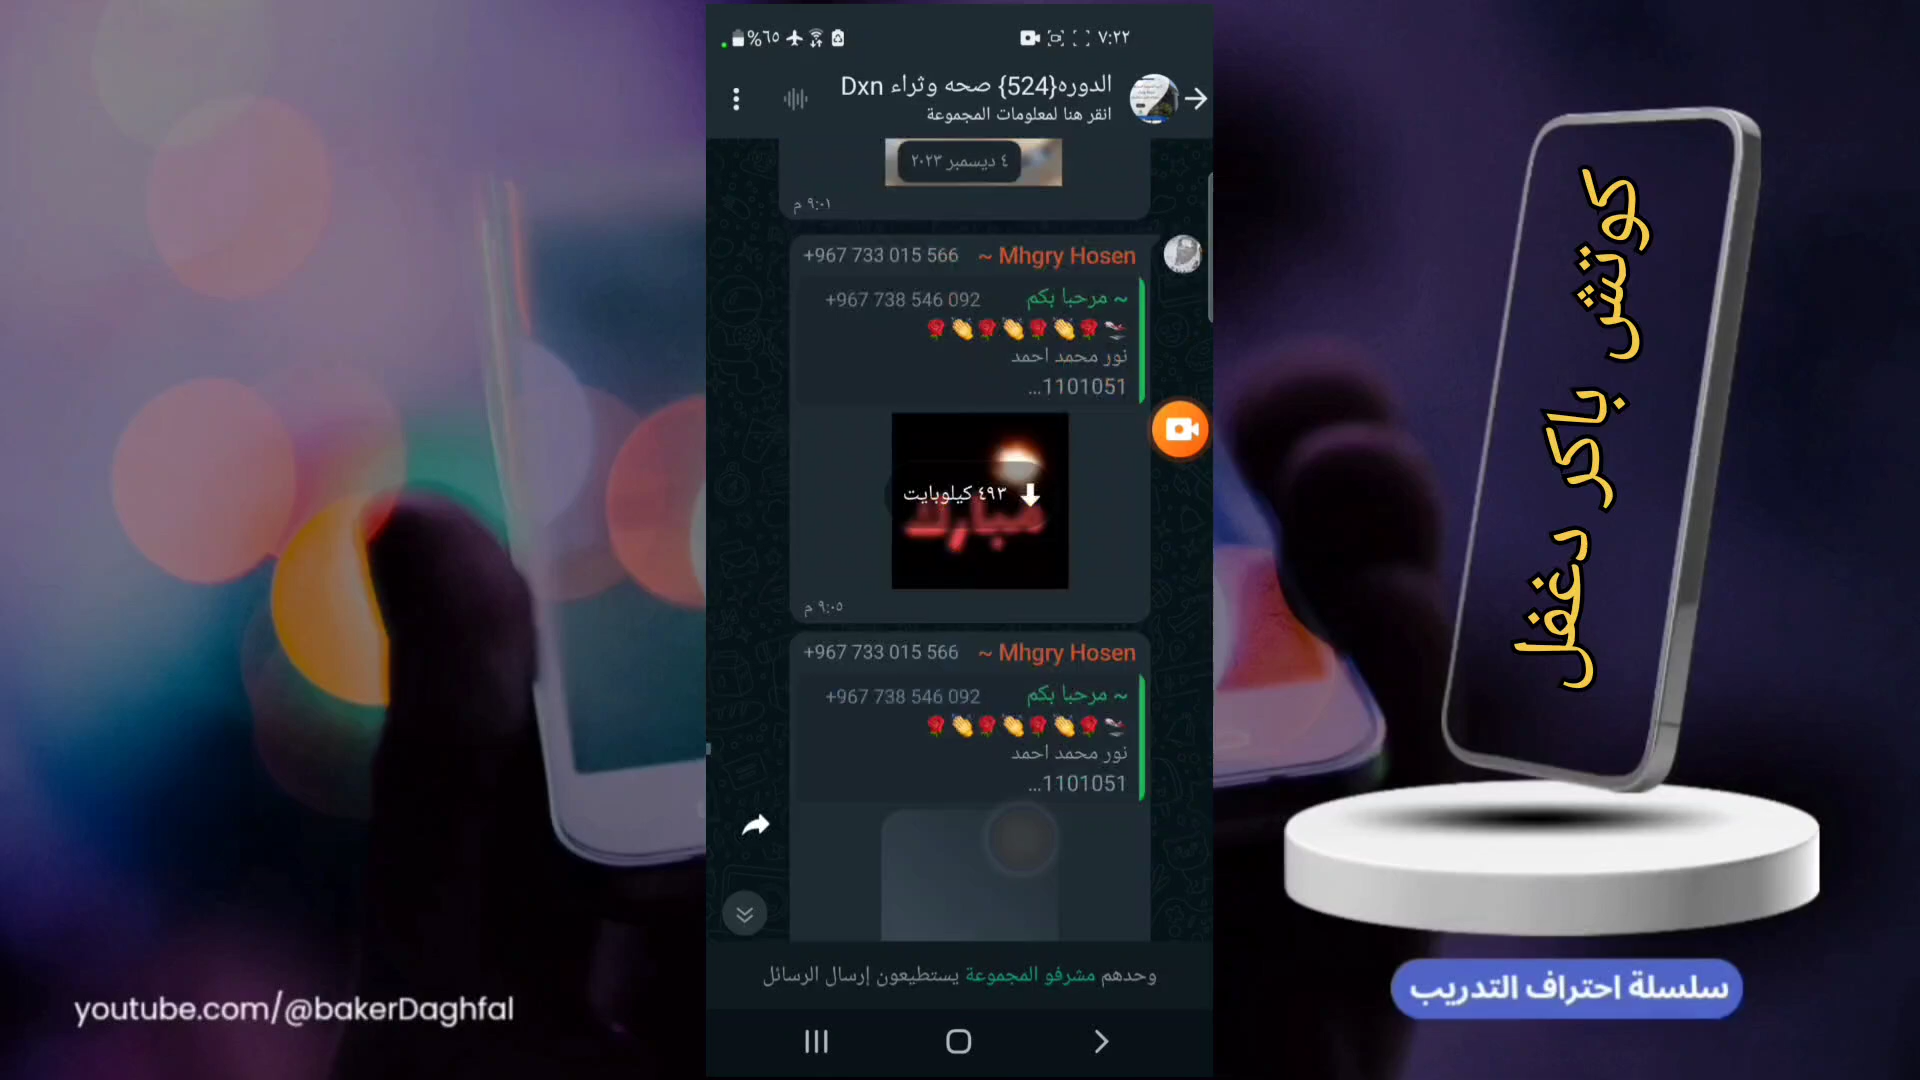 ٧:٢٢
%٦٥
الدوره{524} صحه وثراء Dxn
انقر هنا لمعلومات المجموعة
٤ ديسمبر ٢٠٢٣
٩:٠١ م
~ Mhgry Hosen +967 733 015 566
~ مرحبا بكم +967 738 546 092
🌹👏🌹👏🌹👏🌹
نور محمد احمد
1101051...
٤٩٣ كيلوبايت
مبارك
٩:٠٥ م
~ Mhgry Hosen +967 733 015 566
~ مرحبا بكم +967 738 546 092
🌹👏🌹👏🌹👏🌹
نور محمد احمد
1101051...
وحدهم مشرفو المجموعة يستطيعون إرسال الرسائل
كوتش باكر دغفل
سلسلة احتراف التدريب
youtube.com/@bakerDaghfal